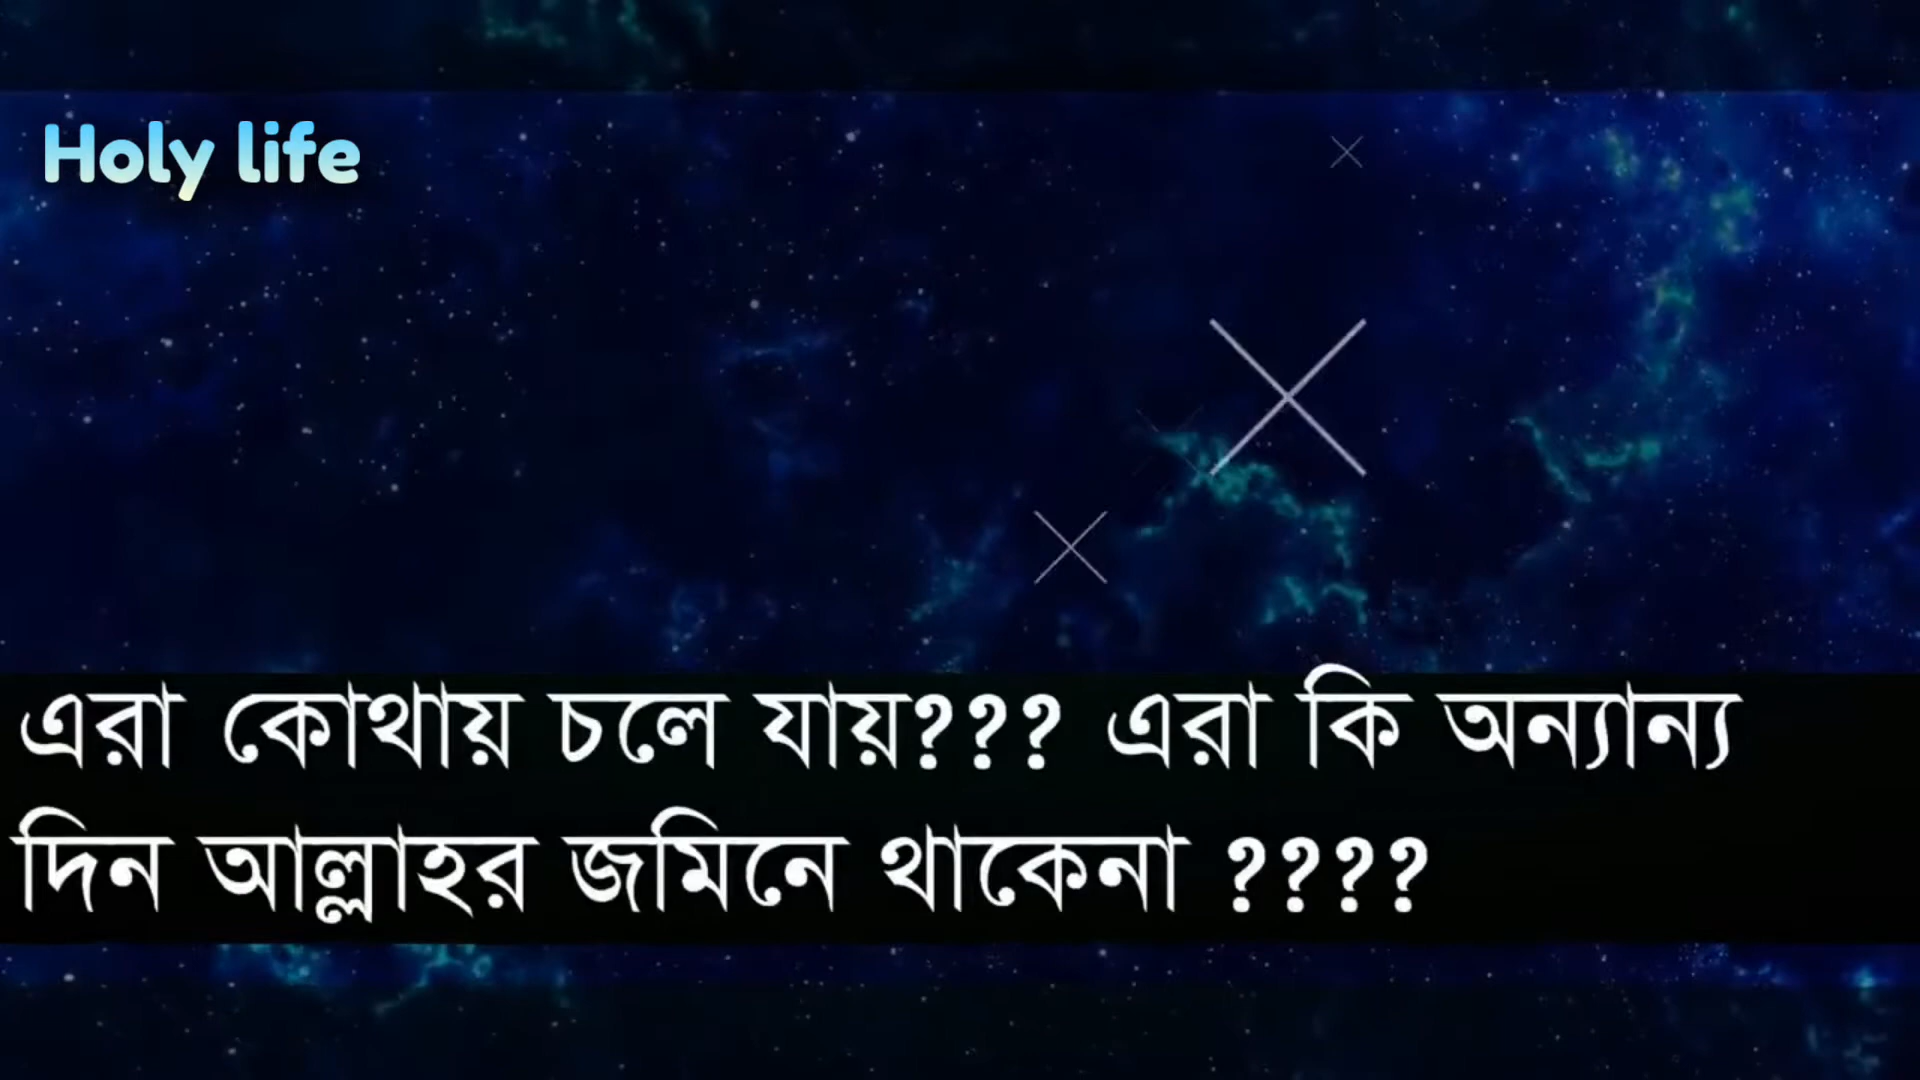 Holy life
এরা কোথায় চলে যায়??? এরা কি অন্যান্য
দিন আল্লাহর জমিনে থাকেনা ????